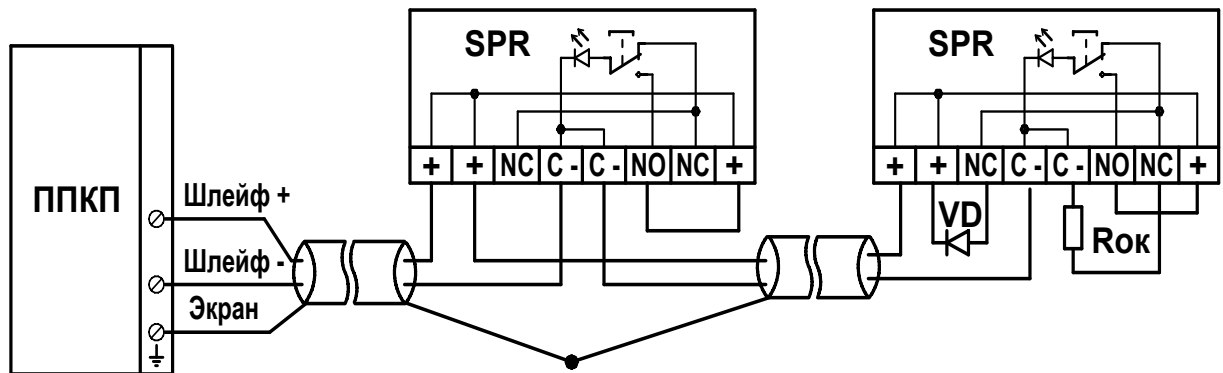 SPR
SPR
+ + NC C - C - NO NC +
+ + NC C - C - NO NC +
ППКП
Шлейф +
Шлейф -
Экран
VD
Rок